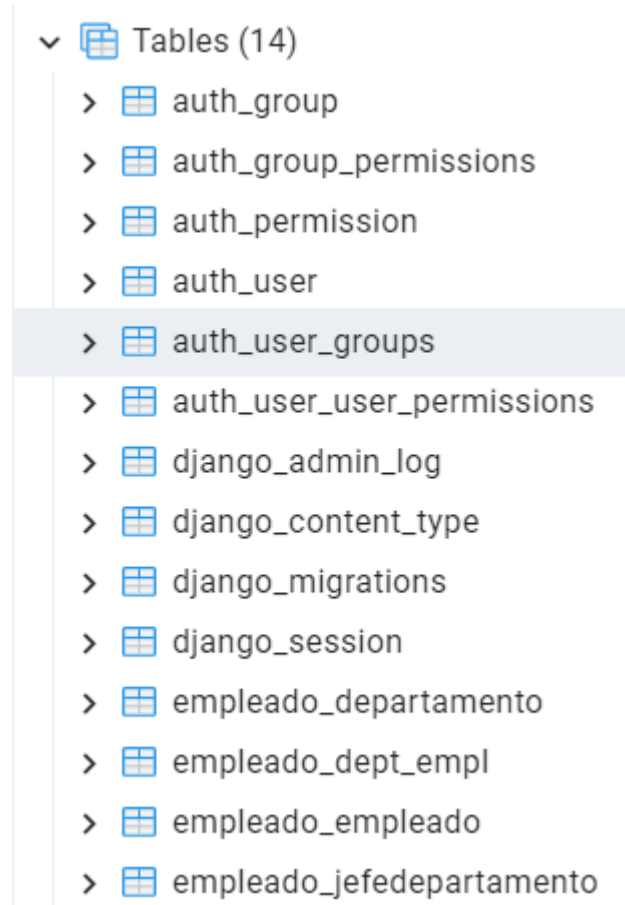 Tables (14)
auth_group
auth_group_permissions
auth_permission
auth_user
auth_user_groups
auth_user_user_permissions
django_admin_log
django_content_type
django_migrations
django_session
empleado_departamento
empleado_dept_empl
empleado_empleado
empleado_jefedepartamento